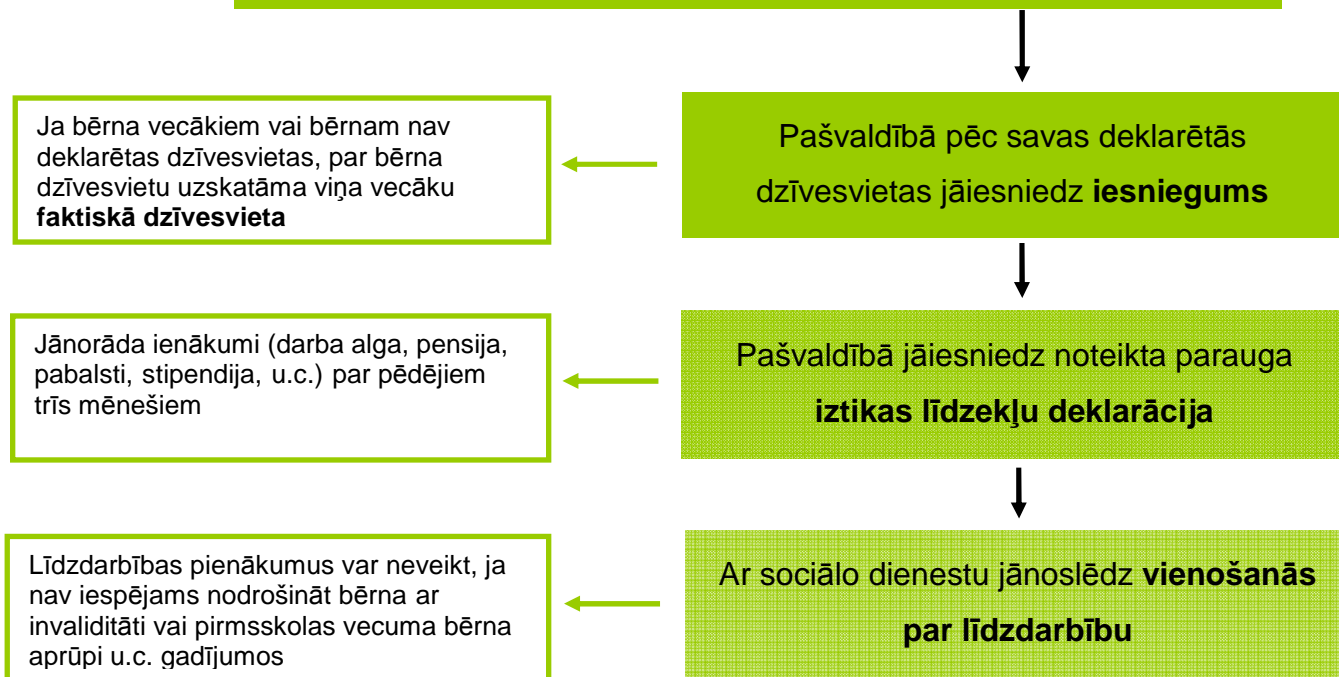 Ja bērna vecākiem vai bērnam nav
deklarētas dzīvesvietas, par bērna
dzīvesvietu uzskatāma viņa vecāku
faktiskā dzīvesvieta
Pašvaldībā pēc savas deklarētās
dzīvesvietas jāiesniedz iesniegums
Jānorāda ienākumi (darba alga, pensija,
pabalsti, stipendija, u.c.) par pēdējiem
trīs mēnešiem
Pašvaldībā jāiesniedz noteikta parauga
iztikas līdzekļu deklarācija
Līdzdarbības pienākumus var neveikt, ja
nav iespējams nodrošināt bērna ar
invaliditāti vai pirmsskolas vecuma bērna
aprūpi u.c. gadījumos
Ar sociālo dienestu jānoslēdz vienošanās
par līdzdarbību